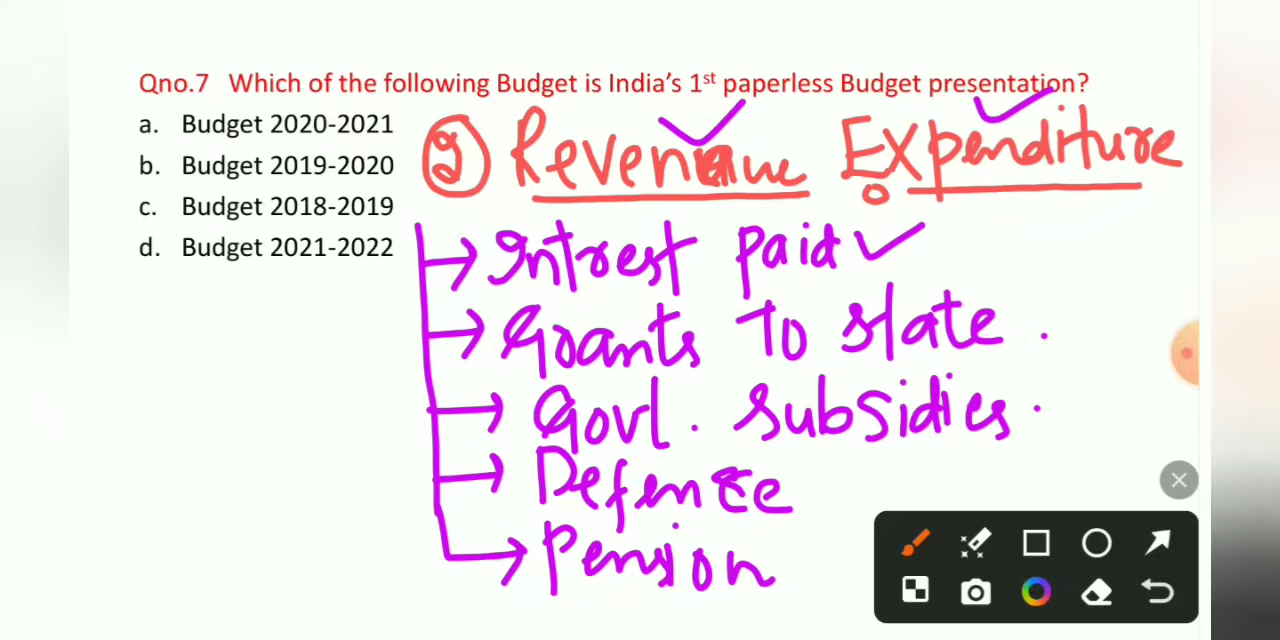 Qno.7 Which of the following Budget is India's 1st paperless Budget presentation?
a. Budget 2020-2021
b. Budget 2019-2020
c. Budget 2018-2019
d. Budget 2021-2022
2 Revenue Expenditure
Intrest paid
Grants To state.
Govt. subsidies.
Defence
Pension